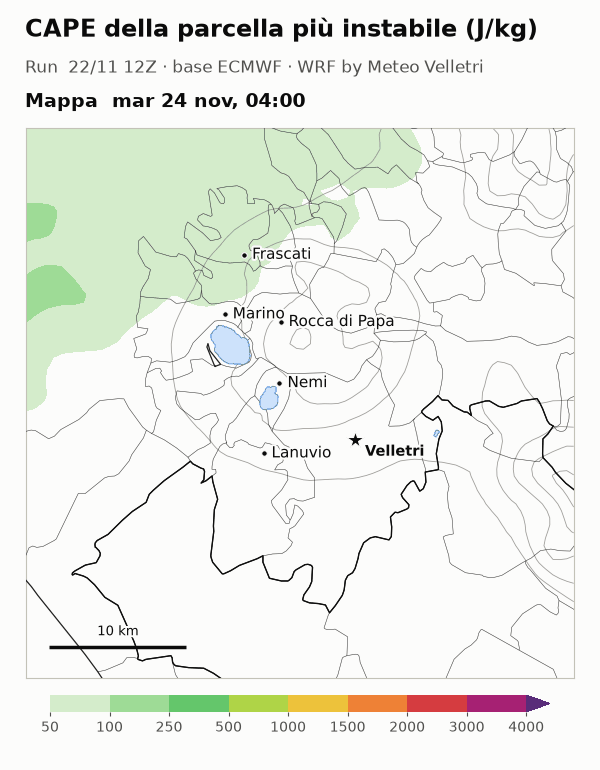 CAPE della parcella più instabile (J/kg)
Run  22/11 12Z · base ECMWF · WRF by Meteo Velletri
Mappa  mar 24 nov, 04:00
Frascati
Marino
Rocca di Papa
Nemi
Velletri
Lanuvio
10 km
50 100 250 500 1000 1500 2000 3000 4000